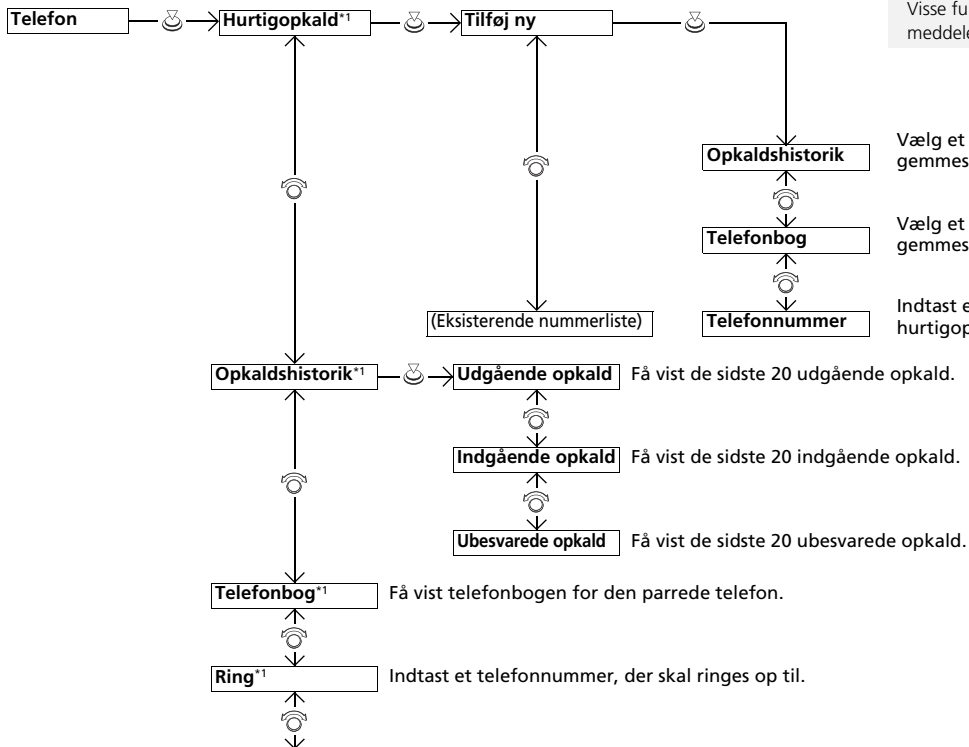 Telefon
Hurtigopkald*1
Tilføj ny
Visse
Opkaldshistorik
Vælg et
gemmes
Telefonbog
Vælg et
gemmes
(Eksisterende nummerliste)
Telefonnummer
Indtast
Opkaldshistorik*1
Udgående opkald
Få vist de sidste 20 udgående opkald.
Indgående opkald
Få vist de sidste 20 indgående opkald.
Ubesvarede opkald
Få vist de sidste 20 ubesvarede opkald.
Telefonbog*1
Få vist telefonbogen for den parrede telefon.
Ring*1
Indtast et telefonnummer, der skal ringes op til.